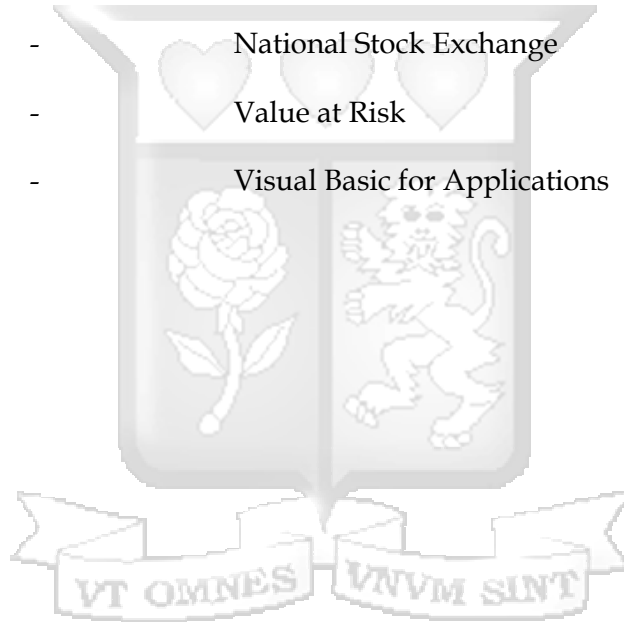 - National Stock Exchange
- Value at Risk
- Visual Basic for Applications
VT OMNES VNVM SINT